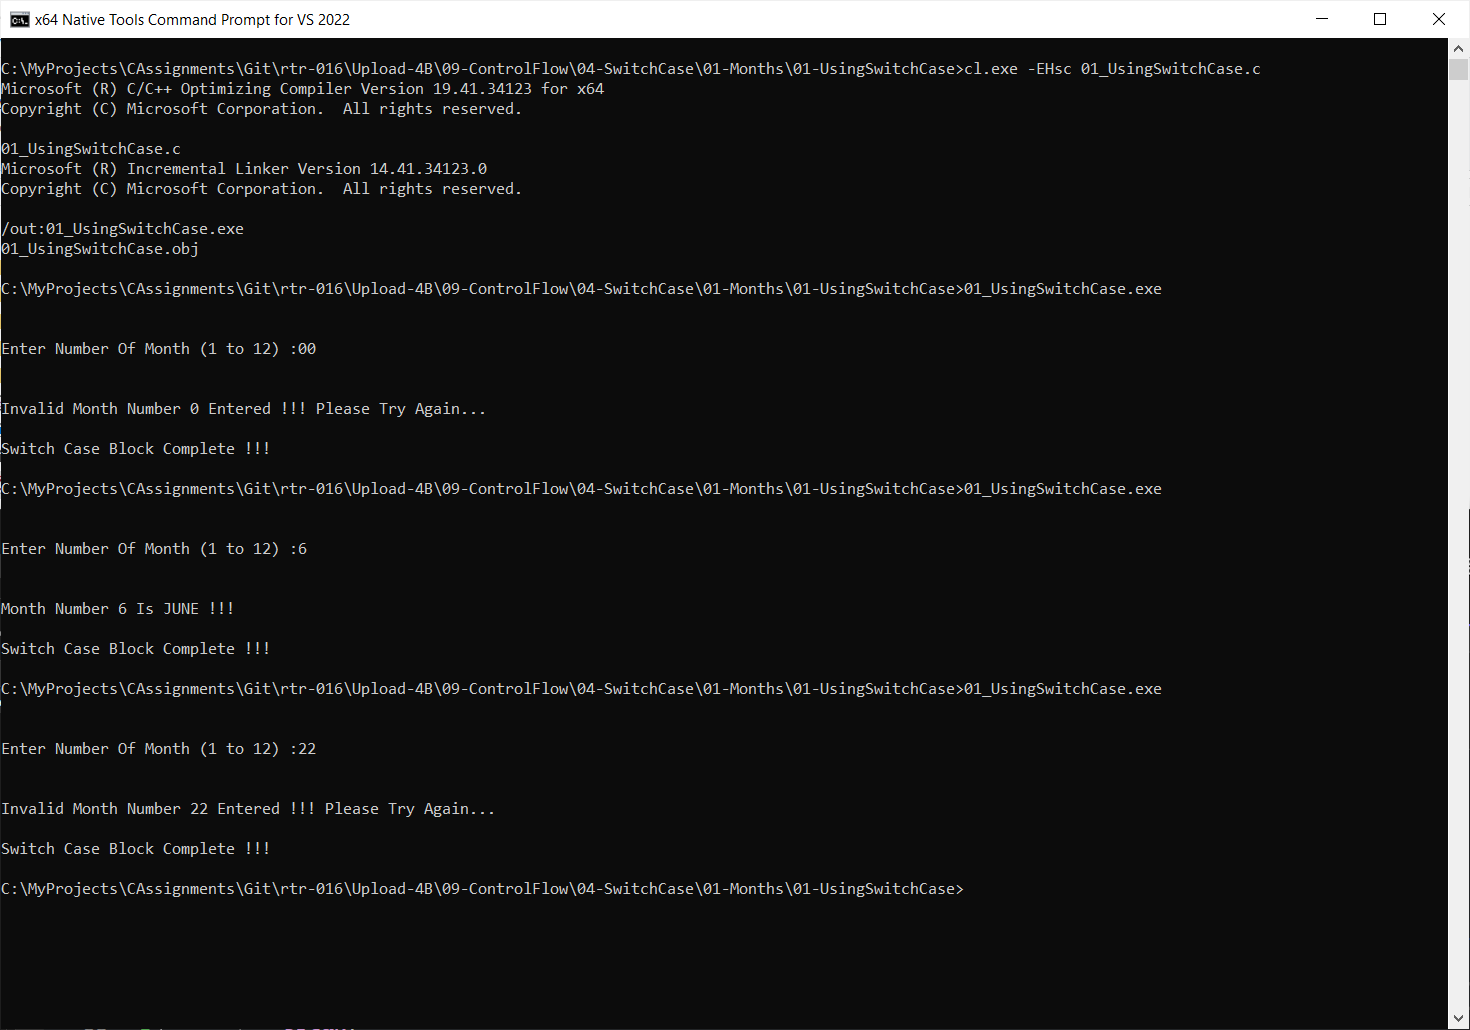 x64 Native Tools Command Prompt for VS 2022
C:\MyProjects\CAssignments\Git\rtr-016\Upload-4B\09-ControlFlow\04-SwitchCase\01-Months\01-UsingSwitchCase>cl.exe -EHsc 01_UsingSwitchCase.c
Microsoft (R) C/C++ Optimizing Compiler Version 19.41.34123 for x64
Copyright (C) Microsoft Corporation.  All rights reserved.
01_UsingSwitchCase.c
Microsoft (R) Incremental Linker Version 14.41.34123.0
Copyright (C) Microsoft Corporation.  All rights reserved.
/out:01_UsingSwitchCase.exe
01_UsingSwitchCase.obj
C:\MyProjects\CAssignments\Git\rtr-016\Upload-4B\09-ControlFlow\04-SwitchCase\01-Months\01-UsingSwitchCase>01_UsingSwitchCase.exe
Enter Number Of Month (1 to 12) :00
Invalid Month Number 0 Entered !!! Please Try Again...
Switch Case Block Complete !!!
C:\MyProjects\CAssignments\Git\rtr-016\Upload-4B\09-ControlFlow\04-SwitchCase\01-Months\01-UsingSwitchCase>01_UsingSwitchCase.exe
Enter Number Of Month (1 to 12) :6
Month Number 6 Is JUNE !!!
Switch Case Block Complete !!!
C:\MyProjects\CAssignments\Git\rtr-016\Upload-4B\09-ControlFlow\04-SwitchCase\01-Months\01-UsingSwitchCase>01_UsingSwitchCase.exe
Enter Number Of Month (1 to 12) :22
Invalid Month Number 22 Entered !!! Please Try Again...
Switch Case Block Complete !!!
C:\MyProjects\CAssignments\Git\rtr-016\Upload-4B\09-ControlFlow\04-SwitchCase\01-Months\01-UsingSwitchCase>